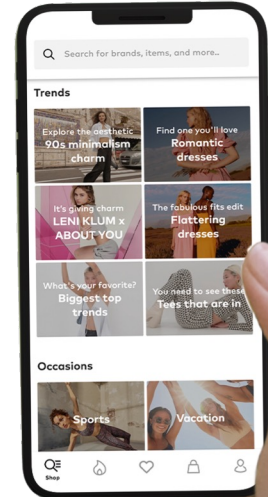 Search for brands, items, and more...
Trends
Explore the aesthetic
90s minimalism
charm
Find one you'll love
Romantic
dresses
It's giving charm
LENI KLUM x
ABOUT YOU
The fabulous fits edit
Flattering
dresses
What's your favorite?
Biggest top
trends
You need to see these
Tees that are in
Occasions
Sports
Vacation
Shop